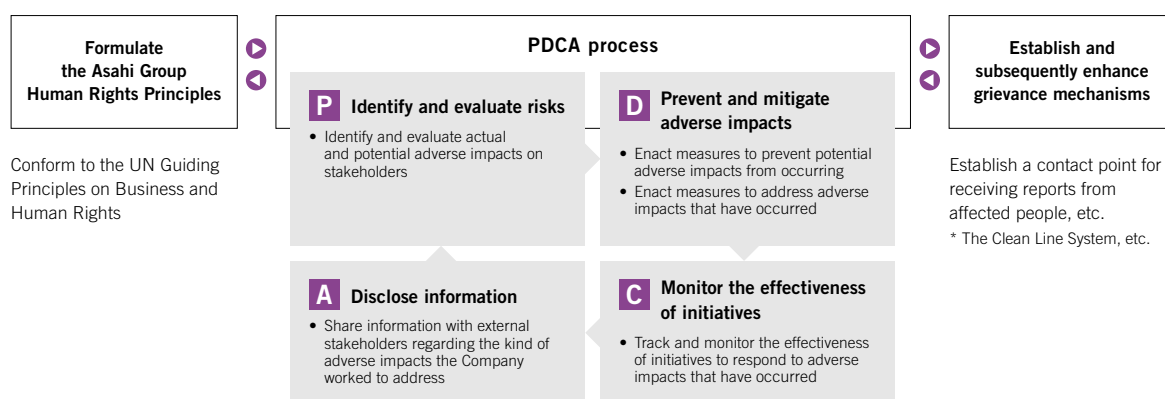 Formulate
the Asahi Group
Human Rights Principles
Conform to the UN Guiding
Principles on Business and
Human Rights
PDCA process
P Identify and evaluate risks
• Identify and evaluate actual
and potential adverse impacts on
stakeholders
D Prevent and mitigate
adverse impacts
• Enact measures to prevent potential
adverse impacts from occurring
• Enact measures to address adverse
impacts that have occurred
C Monitor the effectiveness
of initiatives
• Track and monitor the effectiveness
of initiatives to respond to adverse
impacts that have occurred
A Disclose information
• Share information with external
stakeholders regarding the kind of
adverse impacts the Company
worked to address
Establish and
subsequently enhance
grievance mechanisms
Establish a contact point for
receiving reports from
affected people, etc.
* The Clean Line System, etc.